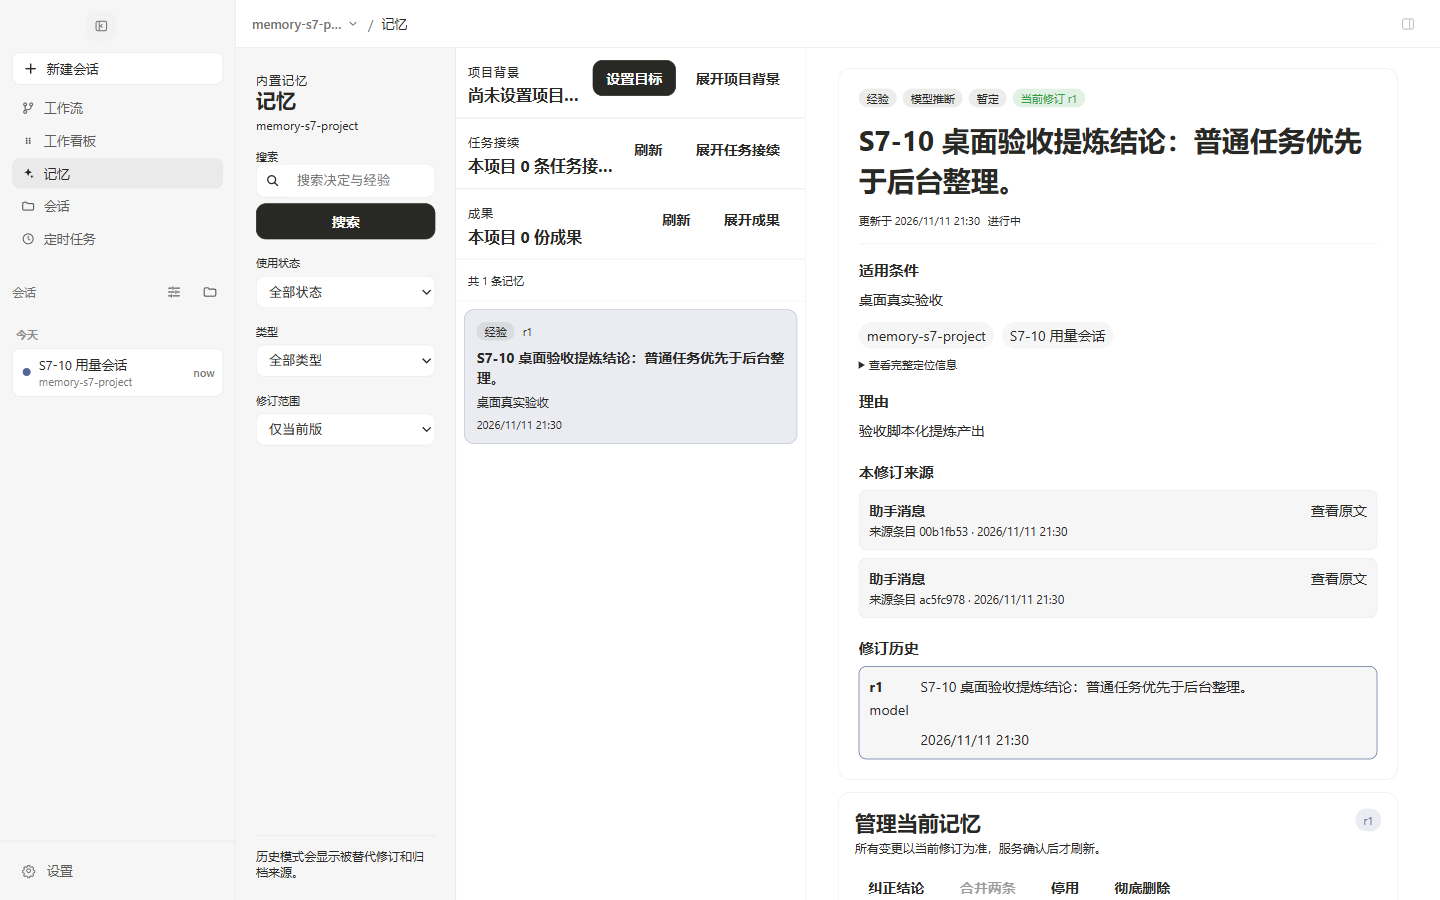 新建会话
工作流
工作看板
记忆
会话
定时任务
会话
今天
S7-10 用量会话
memory-s7-project
now
设置
memory-s7-p... / 记忆
内置记忆
记忆
memory-s7-project
搜索
搜索决定与经验
搜索
使用状态
全部状态
类型
全部类型
修订范围
仅当前版
历史模式会显示被替代修订和归
档来源。
项目背景
尚未设置项目...
设置目标
展开项目背景
任务接续
本项目 0 条任务接...
刷新
展开任务接续
成果
本项目 0 份成果
刷新
展开成果
共 1 条记忆
经验 r1
S7-10 桌面验收提炼结论：普通任务优先于后台整
理。
桌面真实验收
2026/11/11 21:30
经验 模型推断 暂定 当前修订 r1
S7-10 桌面验收提炼结论：普通任务优先
于后台整理。
更新于 2026/11/11 21:30 进行中
适用条件
桌面真实验收
memory-s7-project S7-10 用量会话
查看完整定位信息
理由
验收脚本化提炼产出
本修订来源
助手消息
来源条目 00b1fb53 · 2026/11/11 21:30
查看原文
助手消息
来源条目 ac5fc978 · 2026/11/11 21:30
查看原文
修订历史
r1 S7-10 桌面验收提炼结论：普通任务优先于后台整理。
model
2026/11/11 21:30
管理当前记忆
r1
所有变更以当前修订为准，服务确认后才刷新。
纠正结论 合并两条 停用 彻底删除